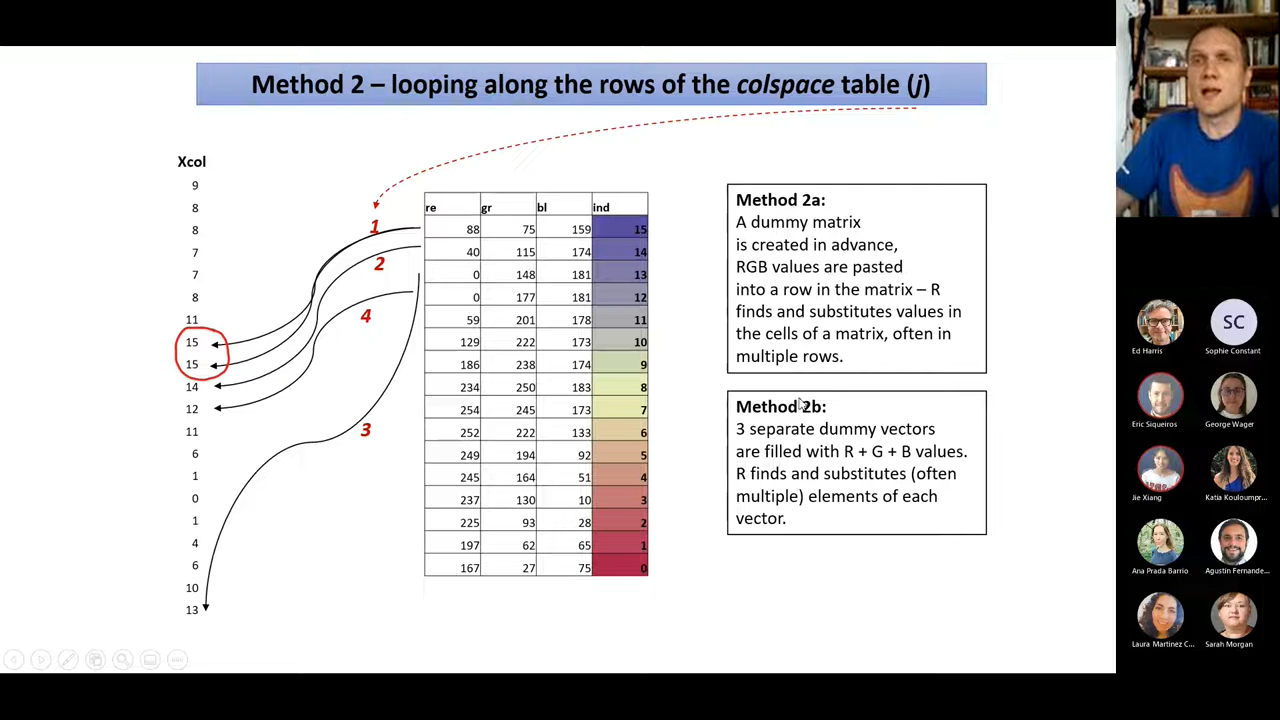 Method 2 – looping along the rows of the colspace table (j)
Xcol
9
8
8
7
7
8
11
15
15
14
12
11
6
1
0
1
4
6
10
13
1
2
4
3
re gr bl ind
88 75 159 15
40 115 174 14
0 148 181 13
0 177 181 12
59 201 178 11
129 222 173 10
186 238 174 9
234 250 183 8
254 245 173 7
252 222 133 6
249 194 92 5
245 164 51 4
237 130 10 3
225 93 28 2
197 62 65 1
167 27 75 0
Method 2a:
A dummy matrix
is created in advance,
RGB values are pasted
into a row in the matrix – R
finds and substitutes values in
the cells of a matrix, often in
multiple rows.
Method 2b:
3 separate dummy vectors
are filled with R + G + B values.
R finds and substitutes (often
multiple) elements of each
vector.
SC
Ed Harris
Sophie Constant
Eric Siqueiros
George Wager
Jie Xiang
Katia Kouloumpr...
Ana Prada Barrio
Agustin Fernande...
Laura Martinez C...
Sarah Morgan